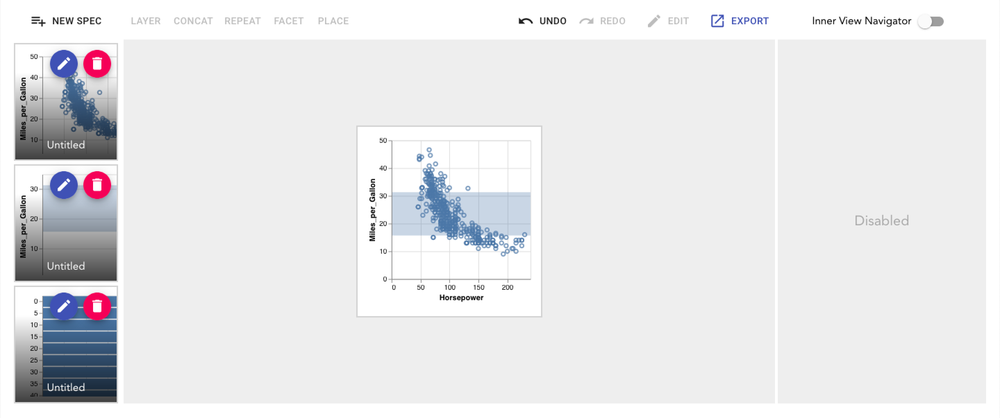 NEW SPEC LAYER CONCAT REPEAT FACET PLACE UNDO REDO EDIT EXPORT Inner View Navigator
50
40
30
20
10
Miles_per_Gallon
Untitled
30
20
10
Miles_per_Gallon
Untitled
0
5
10
15
20
25
30
35
40
Untitled
50
40
30
20
10
0
Miles_per_Gallon
0 50 100 150 200
Horsepower
Disabled